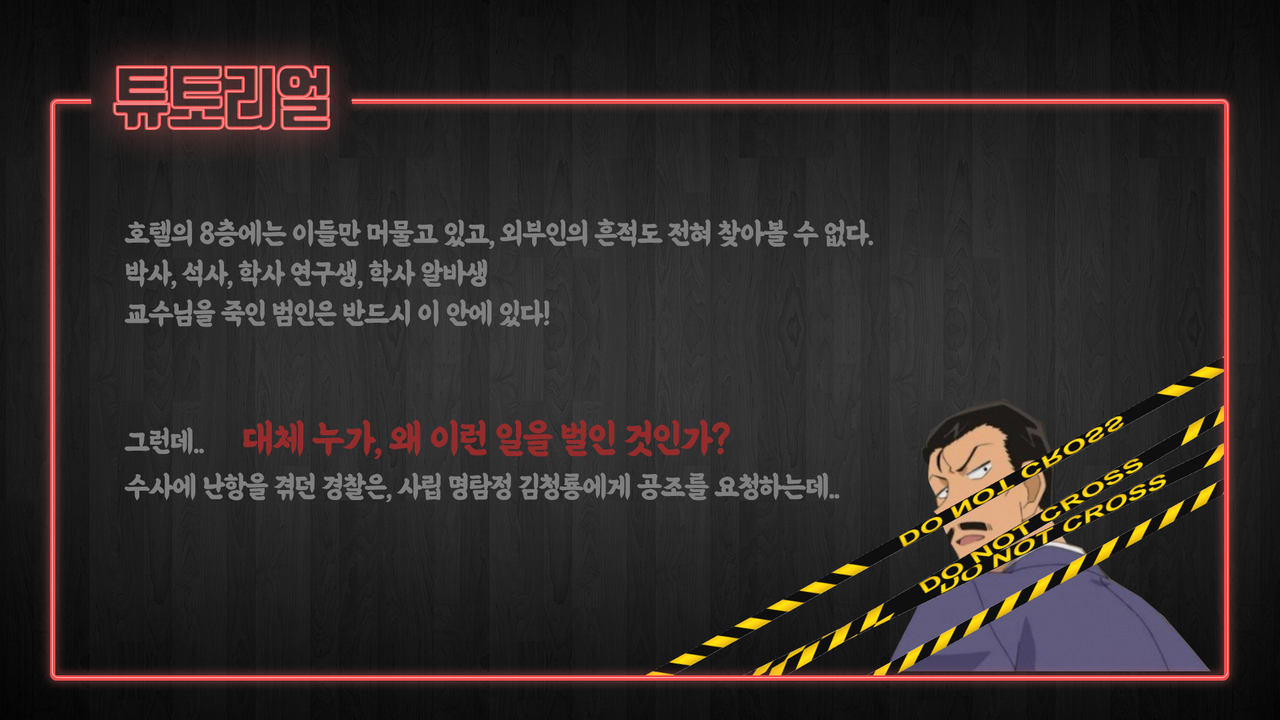 튜토리얼
호텔의 8층에는 이들만 머물고 있고, 외부인의 흔적도 전혀 찾아볼 수 없다.
박사, 석사, 학사 연구생, 학사 알바생
교수님을 죽인 범인은 반드시 이 안에 있다!
그런데.. 대체 누가, 왜 이런 일을 벌인 것인가?
수사에 난항을 겪던 경찰은, 사립 명탐정 김청룡에게 공조를 요청하는데..
DO NOT CROSS
DO NOT CROSS
DO NOT CROSS